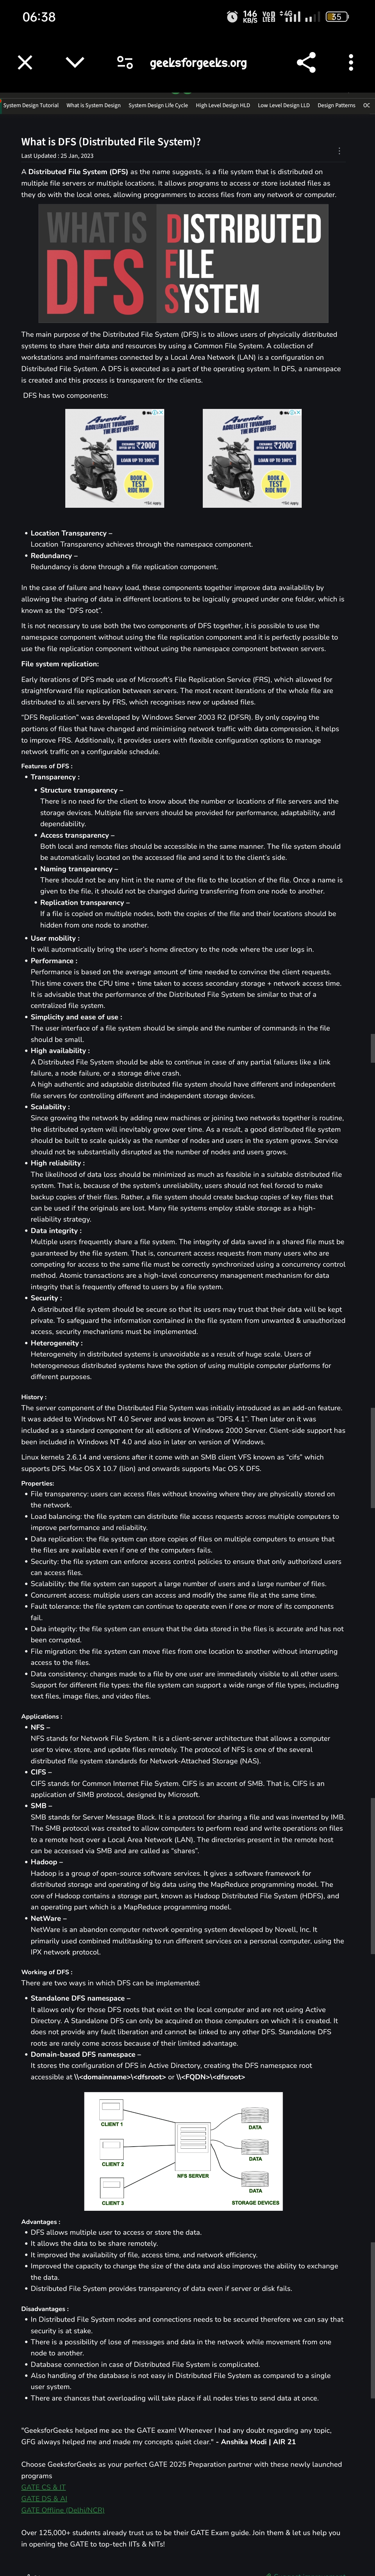 06:38
146 KB/S
4G
35
geeksforgeeks.org
System Design Tutorial What is System Design System Design Life Cycle High Level Design HLD Low Level Design LLD Design Patterns OC
What is DFS (Distributed File System)?
Last Updated : 25 Jan, 2023
A Distributed File System (DFS) as the name suggests, is a file system that is distributed on
multiple file servers or multiple locations. It allows programs to access or store isolated files as
they do with the local ones, allowing programmers to access files from any network or computer.
WHAT IS
DFS
DISTRIBUTED
FILE
SYSTEM
The main purpose of the Distributed File System (DFS) is to allows users of physically distributed
systems to share their data and resources by using a Common File System. A collection of
workstations and mainframes connected by a Local Area Network (LAN) is a configuration on
Distributed File System. A DFS is executed as a part of the operating system. In DFS, a namespace
is created and this process is transparent for the clients.
DFS has two components:
Avenis
ACCELERATE TOWARDS
THE BEST OFFERS!
₹2000*
LOAN UP TO 100%*
BOOK A
TEST
RIDE NOW
Avenis
ACCELERATE TOWARDS
THE BEST OFFERS!
₹2000*
LOAN UP TO 100%*
BOOK A
TEST
RIDE NOW
• Location Transparency –
Location Transparency achieves through the namespace component.
• Redundancy –
Redundancy is done through a file replication component.
In the case of failure and heavy load, these components together improve data availability by
allowing the sharing of data in different locations to be logically grouped under one folder, which is
known as the “DFS root”.
It is not necessary to use both the two components of DFS together, it is possible to use the
namespace component without using the file replication component and it is perfectly possible to
use the file replication component without using the namespace component between servers.
File system replication:
Early iterations of DFS made use of Microsoft’s File Replication Service (FRS), which allowed for
straightforward file replication between servers. The most recent iterations of the whole file are
distributed to all servers by FRS, which recognises new or updated files.
“DFS Replication” was developed by Windows Server 2003 R2 (DFSR). By only copying the
portions of files that have changed and minimising network traffic with data compression, it helps
to improve FRS. Additionally, it provides users with flexible configuration options to manage
network traffic on a configurable schedule.
Features of DFS :
• Transparency :
• Structure transparency –
There is no need for the client to know about the number or locations of file servers and the
storage devices. Multiple file servers should be provided for performance, adaptability, and
dependability.
• Access transparency –
Both local and remote files should be accessible in the same manner. The file system should
be automatically located on the accessed file and send it to the client’s side.
• Naming transparency –
There should not be any hint in the name of the file to the location of the file. Once a name is
given to the file, it should not be changed during transferring from one node to another.
• Replication transparency –
If a file is copied on multiple nodes, both the copies of the file and their locations should be
hidden from one node to another.
• User mobility :
It will automatically bring the user’s home directory to the node where the user logs in.
• Performance :
Performance is based on the average amount of time needed to convince the client requests.
This time covers the CPU time + time taken to access secondary storage + network access time.
It is advisable that the performance of the Distributed File System be similar to that of a
centralized file system.
• Simplicity and ease of use :
The user interface of a file system should be simple and the number of commands in the file
should be small.
• High availability :
A Distributed File System should be able to continue in case of any partial failures like a link
failure, a node failure, or a storage drive crash.
A high authentic and adaptable distributed file system should have different and independent
file servers for controlling different and independent storage devices.
• Scalability :
Since growing the network by adding new machines or joining two networks together is routine,
the distributed system will inevitably grow over time. As a result, a good distributed file system
should be built to scale quickly as the number of nodes and users in the system grows. Service
should not be substantially disrupted as the number of nodes and users grows.
• High reliability :
The likelihood of data loss should be minimized as much as feasible in a suitable distributed file
system. That is, because of the system’s unreliability, users should not feel forced to make
backup copies of their files. Rather, a file system should create backup copies of key files that
can be used if the originals are lost. Many file systems employ stable storage as a high-
reliability strategy.
• Data integrity :
Multiple users frequently share a file system. The integrity of data saved in a shared file must be
guaranteed by the file system. That is, concurrent access requests from many users who are
competing for access to the same file must be correctly synchronized using a concurrency control
method. Atomic transactions are a high-level concurrency management mechanism for data
integrity that is frequently offered to users by a file system.
• Security :
A distributed file system should be secure so that its users may trust that their data will be kept
private. To safeguard the information contained in the file system from unwanted & unauthorized
access, security mechanisms must be implemented.
• Heterogeneity :
Heterogeneity in distributed systems is unavoidable as a result of huge scale. Users of
heterogeneous distributed systems have the option of using multiple computer platforms for
different purposes.
History :
The server component of the Distributed File System was initially introduced as an add-on feature.
It was added to Windows NT 4.0 Server and was known as “DFS 4.1”. Then later on it was
included as a standard component for all editions of Windows 2000 Server. Client-side support has
been included in Windows NT 4.0 and also in later on version of Windows.
Linux kernels 2.6.14 and versions after it come with an SMB client VFS known as “cifs” which
supports DFS. Mac OS X 10.7 (lion) and onwards supports Mac OS X DFS.
Properties:
• File transparency: users can access files without knowing where they are physically stored on
the network.
• Load balancing: the file system can distribute file access requests across multiple computers to
improve performance and reliability.
• Data replication: the file system can store copies of files on multiple computers to ensure that
the files are available even if one of the computers fails.
• Security: the file system can enforce access control policies to ensure that only authorized users
can access files.
• Scalability: the file system can support a large number of users and a large number of files.
• Concurrent access: multiple users can access and modify the same file at the same time.
• Fault tolerance: the file system can continue to operate even if one or more of its components
fail.
• Data integrity: the file system can ensure that the data stored in the files is accurate and has not
been corrupted.
• File migration: the file system can move files from one location to another without interrupting
access to the files.
• Data consistency: changes made to a file by one user are immediately visible to all other users.
Support for different file types: the file system can support a wide range of file types, including
text files, image files, and video files.
Applications :
• NFS –
NFS stands for Network File System. It is a client-server architecture that allows a computer
user to view, store, and update files remotely. The protocol of NFS is one of the several
distributed file system standards for Network-Attached Storage (NAS).
• CIFS –
CIFS stands for Common Internet File System. CIFS is an accent of SMB. That is, CIFS is an
application of SIMB protocol, designed by Microsoft.
• SMB –
SMB stands for Server Message Block. It is a protocol for sharing a file and was invented by IMB.
The SMB protocol was created to allow computers to perform read and write operations on files
to a remote host over a Local Area Network (LAN). The directories present in the remote host
can be accessed via SMB and are called as “shares”.
• Hadoop –
Hadoop is a group of open-source software services. It gives a software framework for
distributed storage and operating of big data using the MapReduce programming model. The
core of Hadoop contains a storage part, known as Hadoop Distributed File System (HDFS), and
an operating part which is a MapReduce programming model.
• NetWare –
NetWare is an abandon computer network operating system developed by Novell, Inc. It
primarily used combined multitasking to run different services on a personal computer, using the
IPX network protocol.
Working of DFS :
There are two ways in which DFS can be implemented:
• Standalone DFS namespace –
It allows only for those DFS roots that exist on the local computer and are not using Active
Directory. A Standalone DFS can only be acquired on those computers on which it is created. It
does not provide any fault liberation and cannot be linked to any other DFS. Standalone DFS
roots are rarely come across because of their limited advantage.
• Domain-based DFS namespace –
It stores the configuration of DFS in Active Directory, creating the DFS namespace root
accessible at \\<domainname>\<dfsroot> or \\<FQDN>\<dfsroot>
CLIENT 1
CLIENT 2
CLIENT 3
NFS SERVER
DATA
DATA
DATA
STORAGE DEVICES
Advantages :
• DFS allows multiple user to access or store the data.
• It allows the data to be share remotely.
• It improved the availability of file, access time, and network efficiency.
• Improved the capacity to change the size of the data and also improves the ability to exchange
the data.
• Distributed File System provides transparency of data even if server or disk fails.
Disadvantages :
• In Distributed File System nodes and connections needs to be secured therefore we can say that
security is at stake.
• There is a possibility of lose of messages and data in the network while movement from one
node to another.
• Database connection in case of Distributed File System is complicated.
• Also handling of the database is not easy in Distributed File System as compared to a single
user system.
• There are chances that overloading will take place if all nodes tries to send data at once.
"GeeksforGeeks helped me ace the GATE exam! Whenever I had any doubt regarding any topic,
GFG always helped me and made my concepts quiet clear." - Anshika Modi | AIR 21
Choose GeeksforGeeks as your perfect GATE 2025 Preparation partner with these newly launched
programs
GATE CS & IT
GATE DS & AI
GATE Offline (Delhi/NCR)
Over 125,000+ students already trust us to be their GATE Exam guide. Join them & let us help you
in opening the GATE to top-tech IITs & NITs!